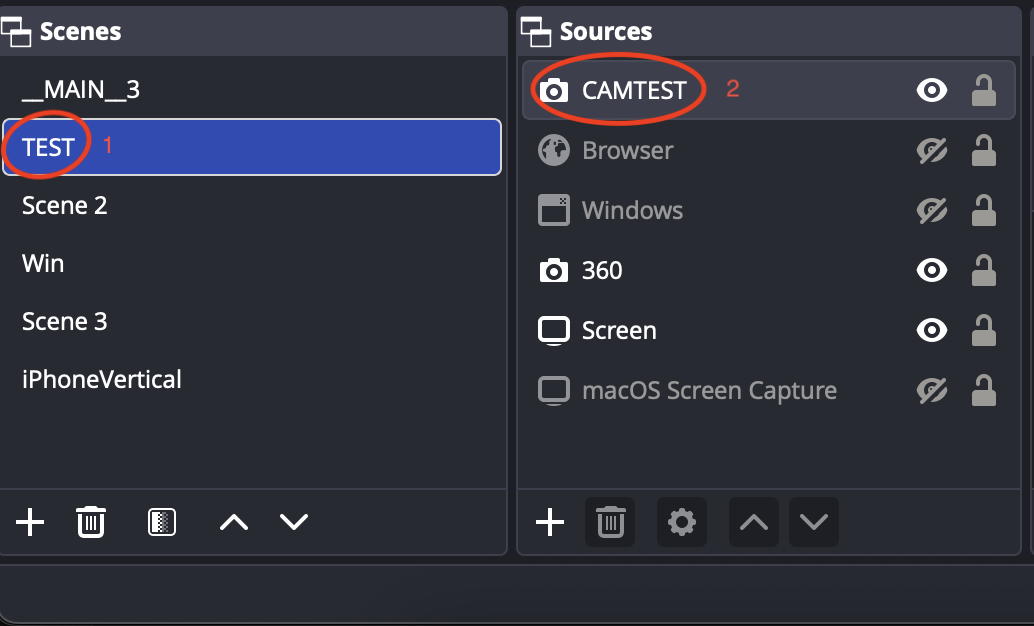 Scenes
__MAIN__3
TEST 1
Scene 2
Win
Scene 3
iPhoneVertical
Sources
CAMTEST 2
Browser
Windows
360
Screen
macOS Screen Capture